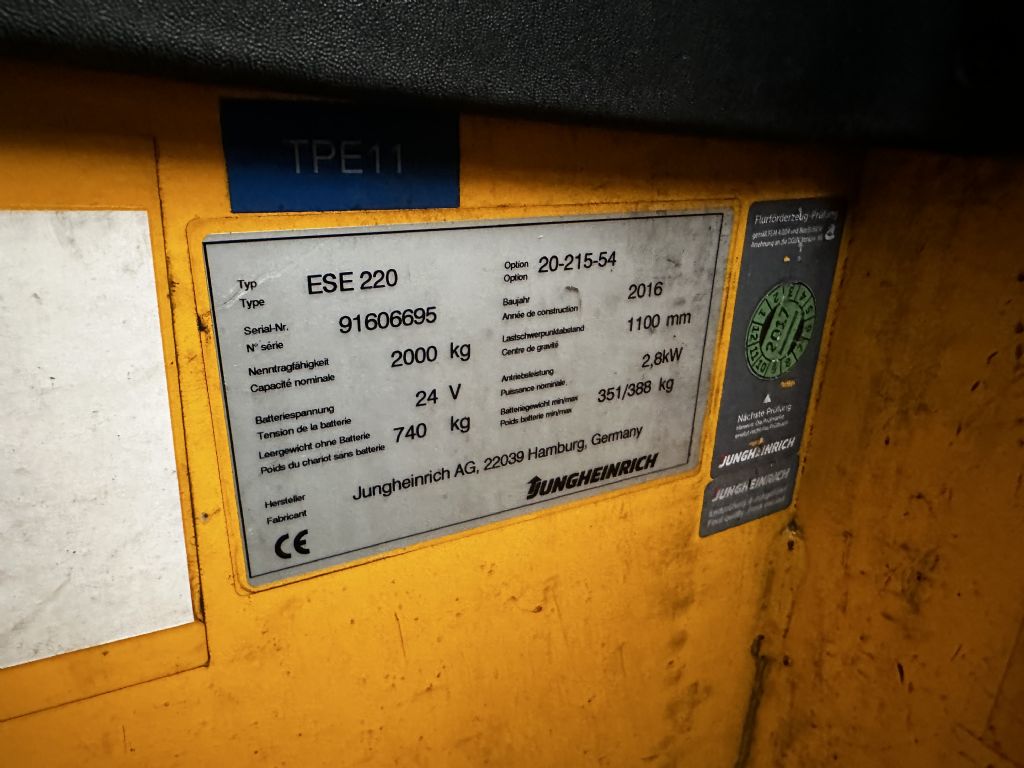 TPE11
Typ
Type
ESE 220
Option
Option
20-215-54
Serial-Nr.
N° série
91606695
Baujahr
Année de construction
2016
Nenntragfähigkeit
Capacité nominale
2000 kg
Lastschwerpunktabstand
Centre de gravité
1100 mm
Batteriespannung
Tension de la batterie
24 V
Antriebsleistung
Puissance nominale
2,8kW
Leergewicht ohne Batterie
Poids du chariot sans batterie
740 kg
Batteriegewicht min/max
Poids batterie min/max
351/388 kg
Hersteller
Fabricant
Jungheinrich AG, 22039 Hamburg, Germany
JUNGHEINRICH
CE
Flurförderzeug-Prüfung
2017
Nächste Prüfung
JUNGHEINRICH
JUNGHEINRICH